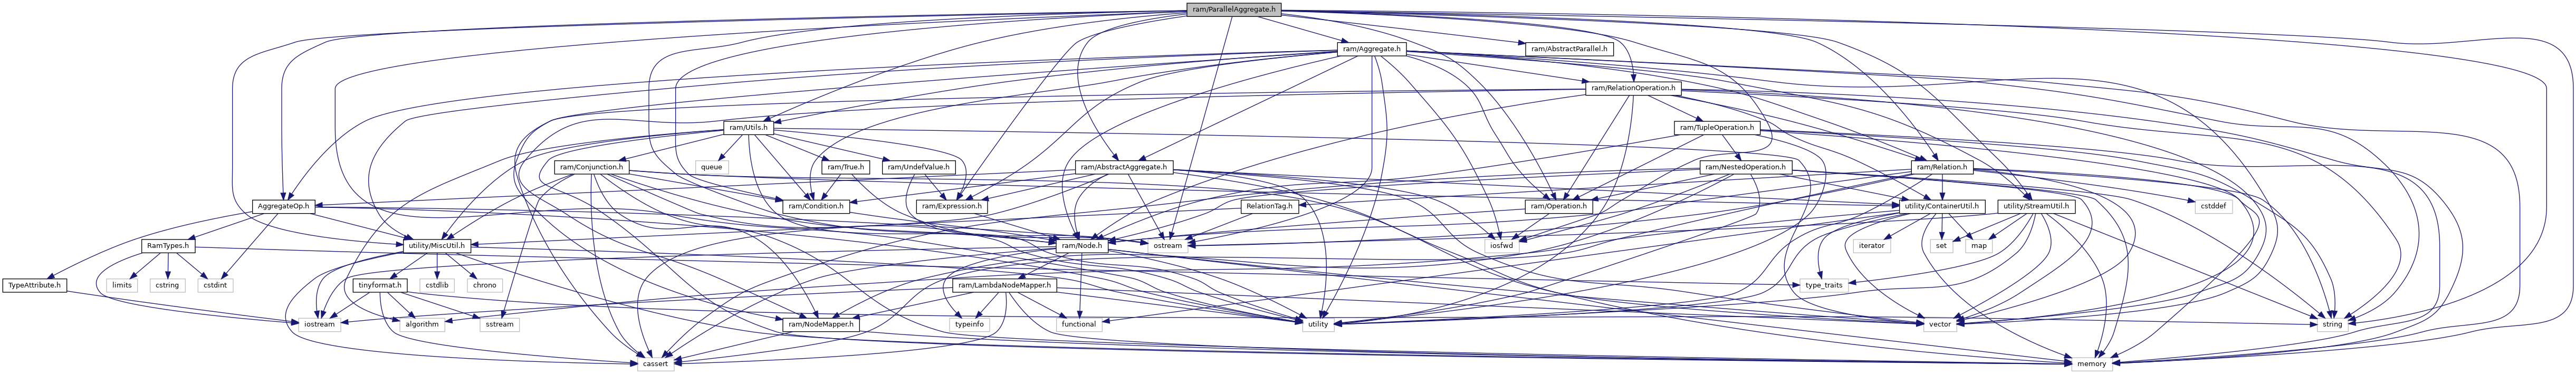 ram/ParallelAggregate.h
ram/Aggregate.h
ram/AbstractParallel.h
ram/RelationOperation.h
ram/Utils.h
ram/TupleOperation.h
ram/Conjunction.h
queue
ram/True.h
ram/UndefValue.h
ram/AbstractAggregate.h
ram/NestedOperation.h
ram/Relation.h
AggregateOp.h
ram/Condition.h
ram/Expression.h
RelationTag.h
ram/Operation.h
utility/ContainerUtil.h
utility/StreamUtil.h
cstddef
RamTypes.h
utility/MiscUtil.h
ram/Node.h
ostream
iosfwd
iterator
set
map
TypeAttribute.h
limits
cstring
cstdint
tinyformat.h
cstdlib
chrono
ram/LambdaNodeMapper.h
type_traits
iostream
algorithm
sstream
ram/NodeMapper.h
typeinfo
functional
utility
vector
string
cassert
memory